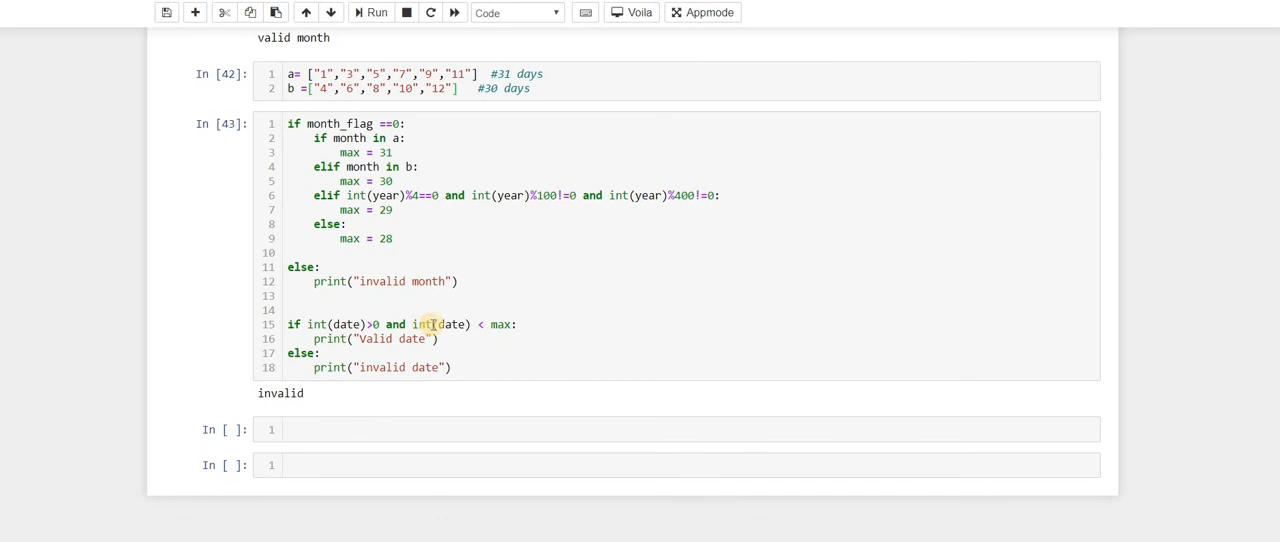 Run Code Voila Appmode
valid month
In [42]: 1 a= ["1","3","5","7","9","11"] #31 days
2 b =["4","6","8","10","12"] #30 days
In [43]: 1 if month_flag ==0:
2 if month in a:
3 max = 31
4 elif month in b:
5 max = 30
6 elif int(year)%4==0 and int(year)%100!=0 and int(year)%400!=0:
7 max = 29
8 else:
9 max = 28
10
11 else:
12 print("invalid month")
13
14
15 if int(date)>0 and int(date) < max:
16 print("Valid date")
17 else:
18 print("invalid date")
invalid
In [ ]: 1
In [ ]: 1